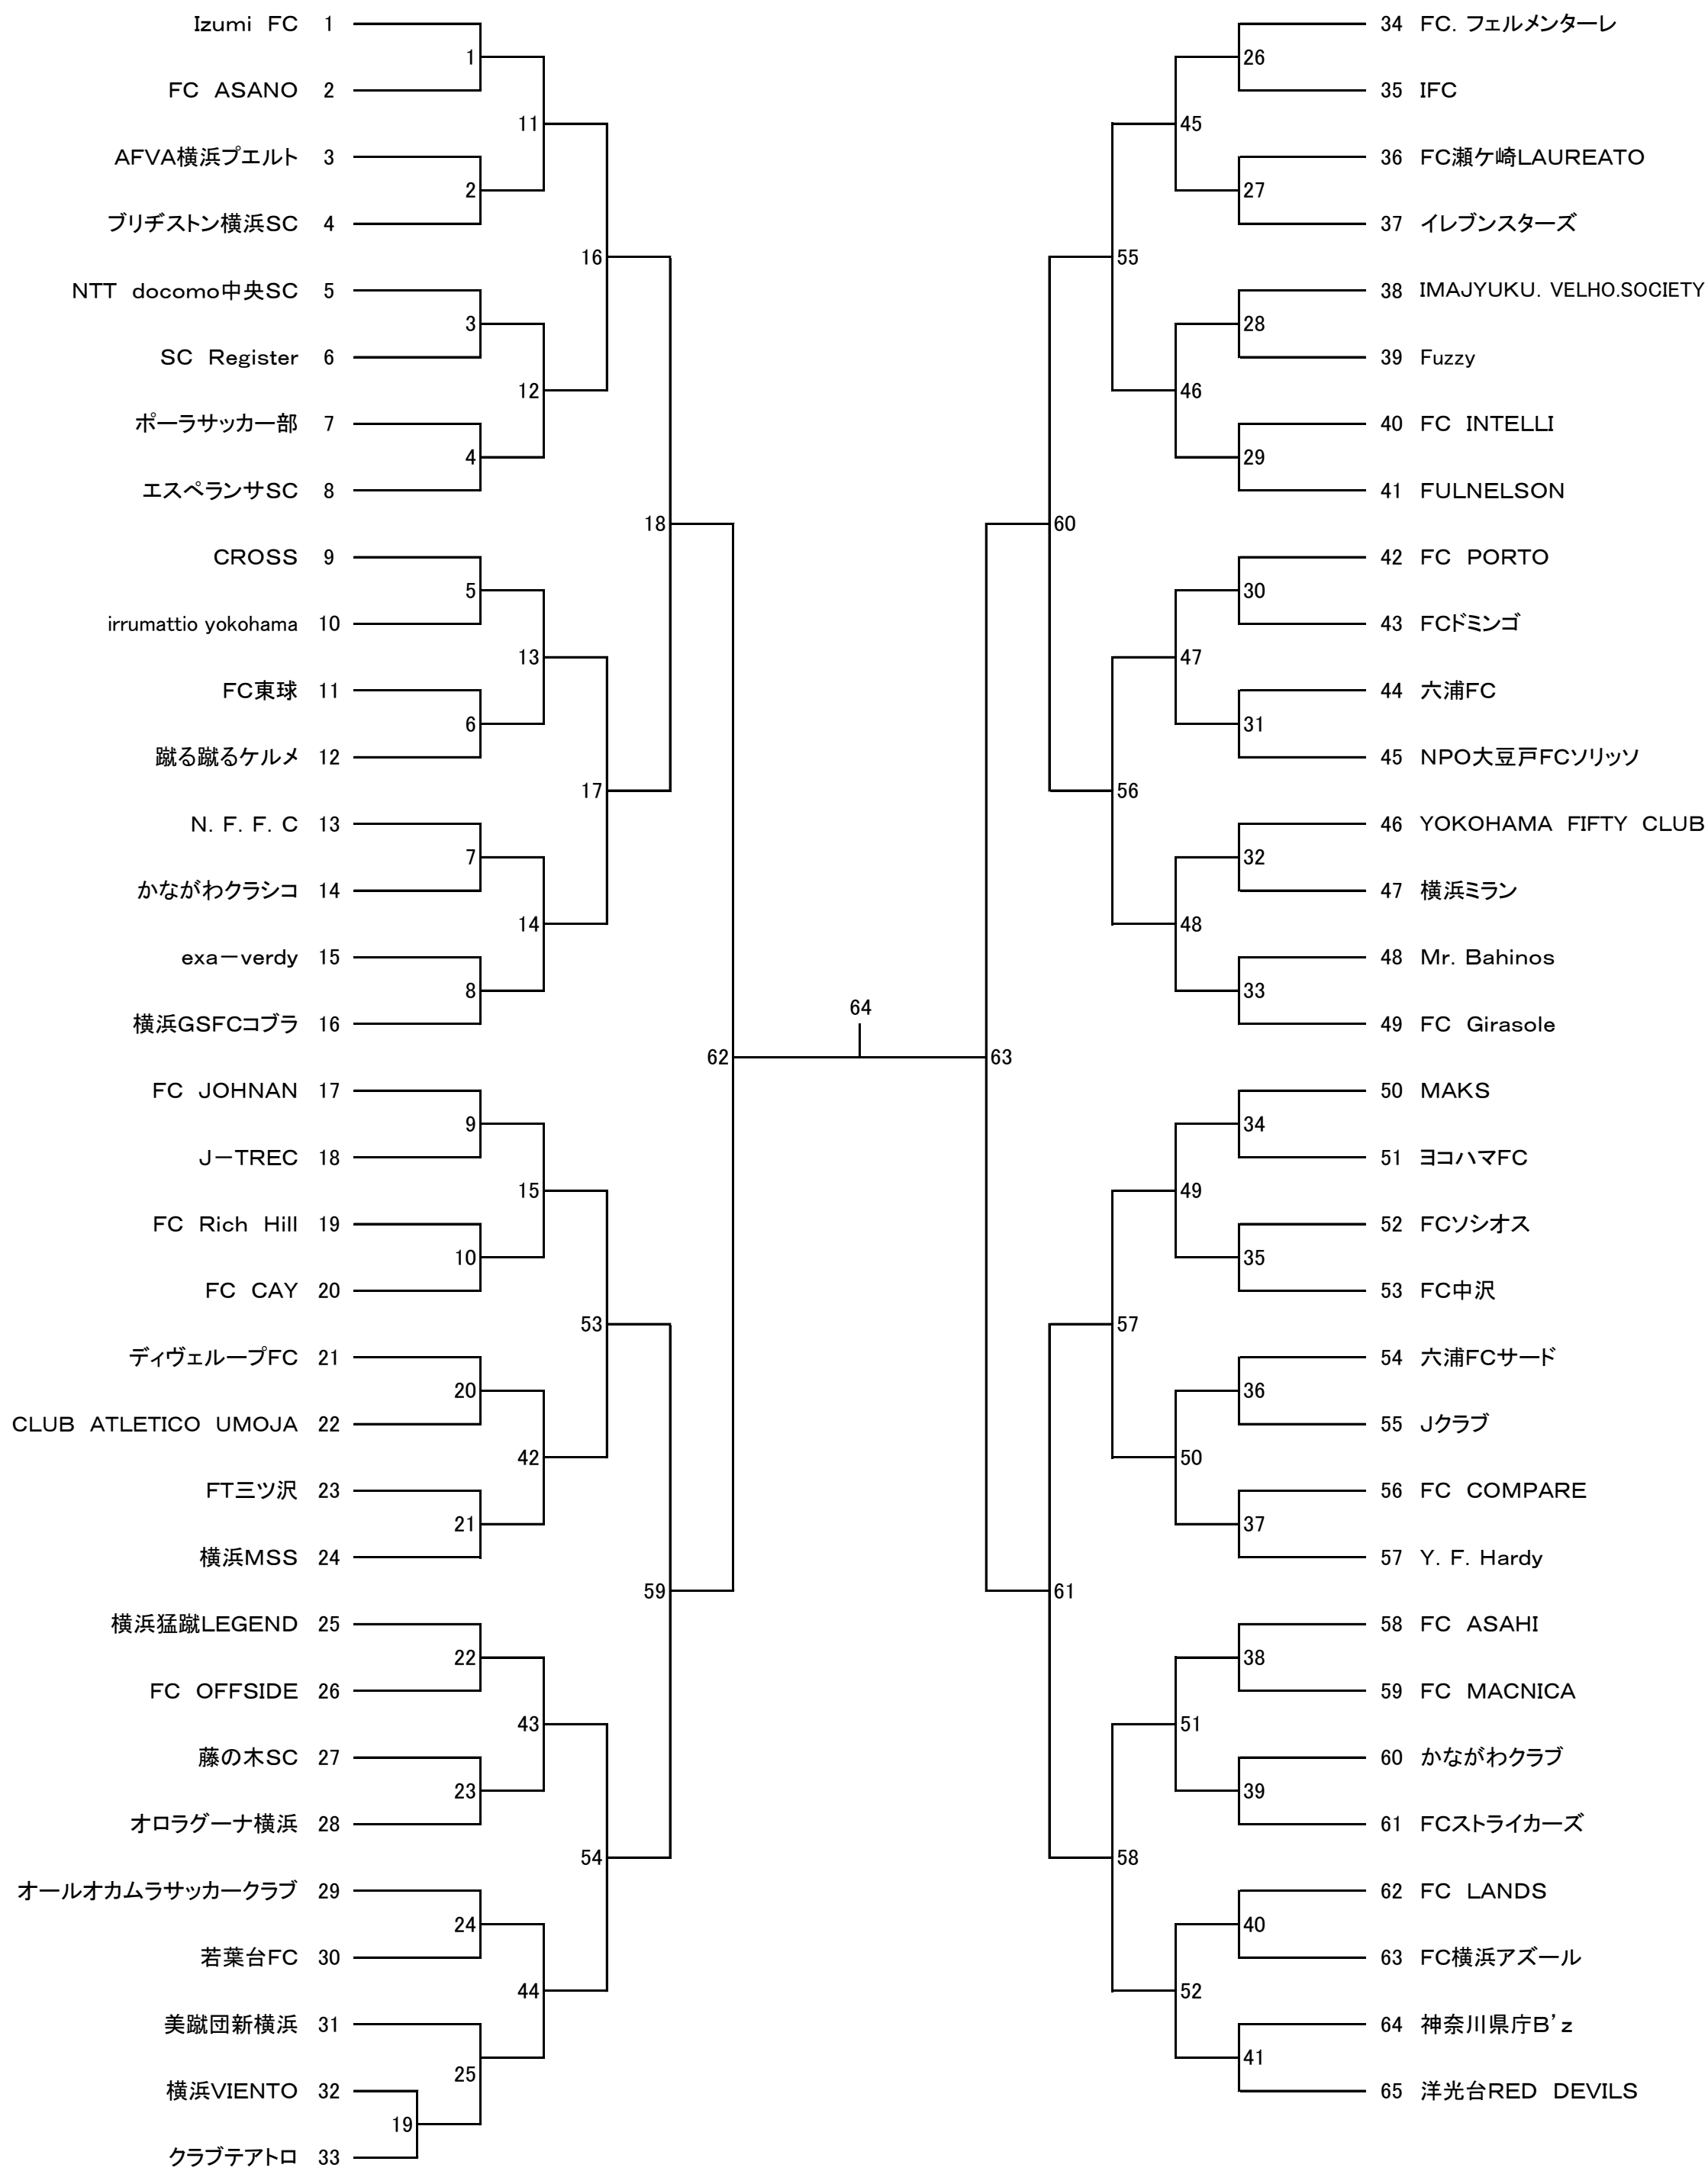 Izumi FC 1
FC ASANO 2
AFVA横浜プエルト 3
ブリヂストン横浜SC 4
NTT docomo中央SC 5
SC Register 6
ポーラサッカー部 7
エスペランサSC 8
CROSS 9
irrumattio yokohama 10
FC東球 11
蹴る蹴るケルメ 12
N. F. F. C 13
かながわクラシコ 14
exa－verdy 15
横浜GSFCコブラ 16
FC JOHNAN 17
J－TREC 18
FC Rich Hill 19
FC CAY 20
ディヴェループFC 21
CLUB ATLETICO UMOJA 22
FT三ツ沢 23
横浜MSS 24
横浜猛蹴LEGEND 25
FC OFFSIDE 26
藤の木SC 27
オロラグーナ横浜 28
オールオカムラサッカークラブ 29
若葉台FC 30
美蹴団新横浜 31
横浜VIENTO 32
クラブテアトロ 33
1
2
3
4
5
6
7
8
9
10
20
21
22
23
24
25
19
11
12
13
14
15
42
43
44
16
17
53
54
18
59
62
64
63
60
61
55
56
57
58
45
46
47
48
49
50
51
52
26
27
28
29
30
31
32
33
34
35
36
37
38
39
40
41
34 FC. フェルメンターレ
35 IFC
36 FC瀬ケ崎LAUREATO
37 イレブンスターズ
38 IMAJYUKU. VELHO.SOCIETY
39 Fuzzy
40 FC INTELLI
41 FULNELSON
42 FC PORTO
43 FCドミンゴ
44 六浦FC
45 NPO大豆戸FCソリッソ
46 YOKOHAMA FIFTY CLUB
47 横浜ミラン
48 Mr. Bahinos
49 FC Girasole
50 MAKS
51 ヨコハマFC
52 FCソシオス
53 FC中沢
54 六浦FCサード
55 Jクラブ
56 FC COMPARE
57 Y. F. Hardy
58 FC ASAHI
59 FC MACNICA
60 かながわクラブ
61 FCストライカーズ
62 FC LANDS
63 FC横浜アズール
64 神奈川県庁B’z
65 洋光台RED DEVILS